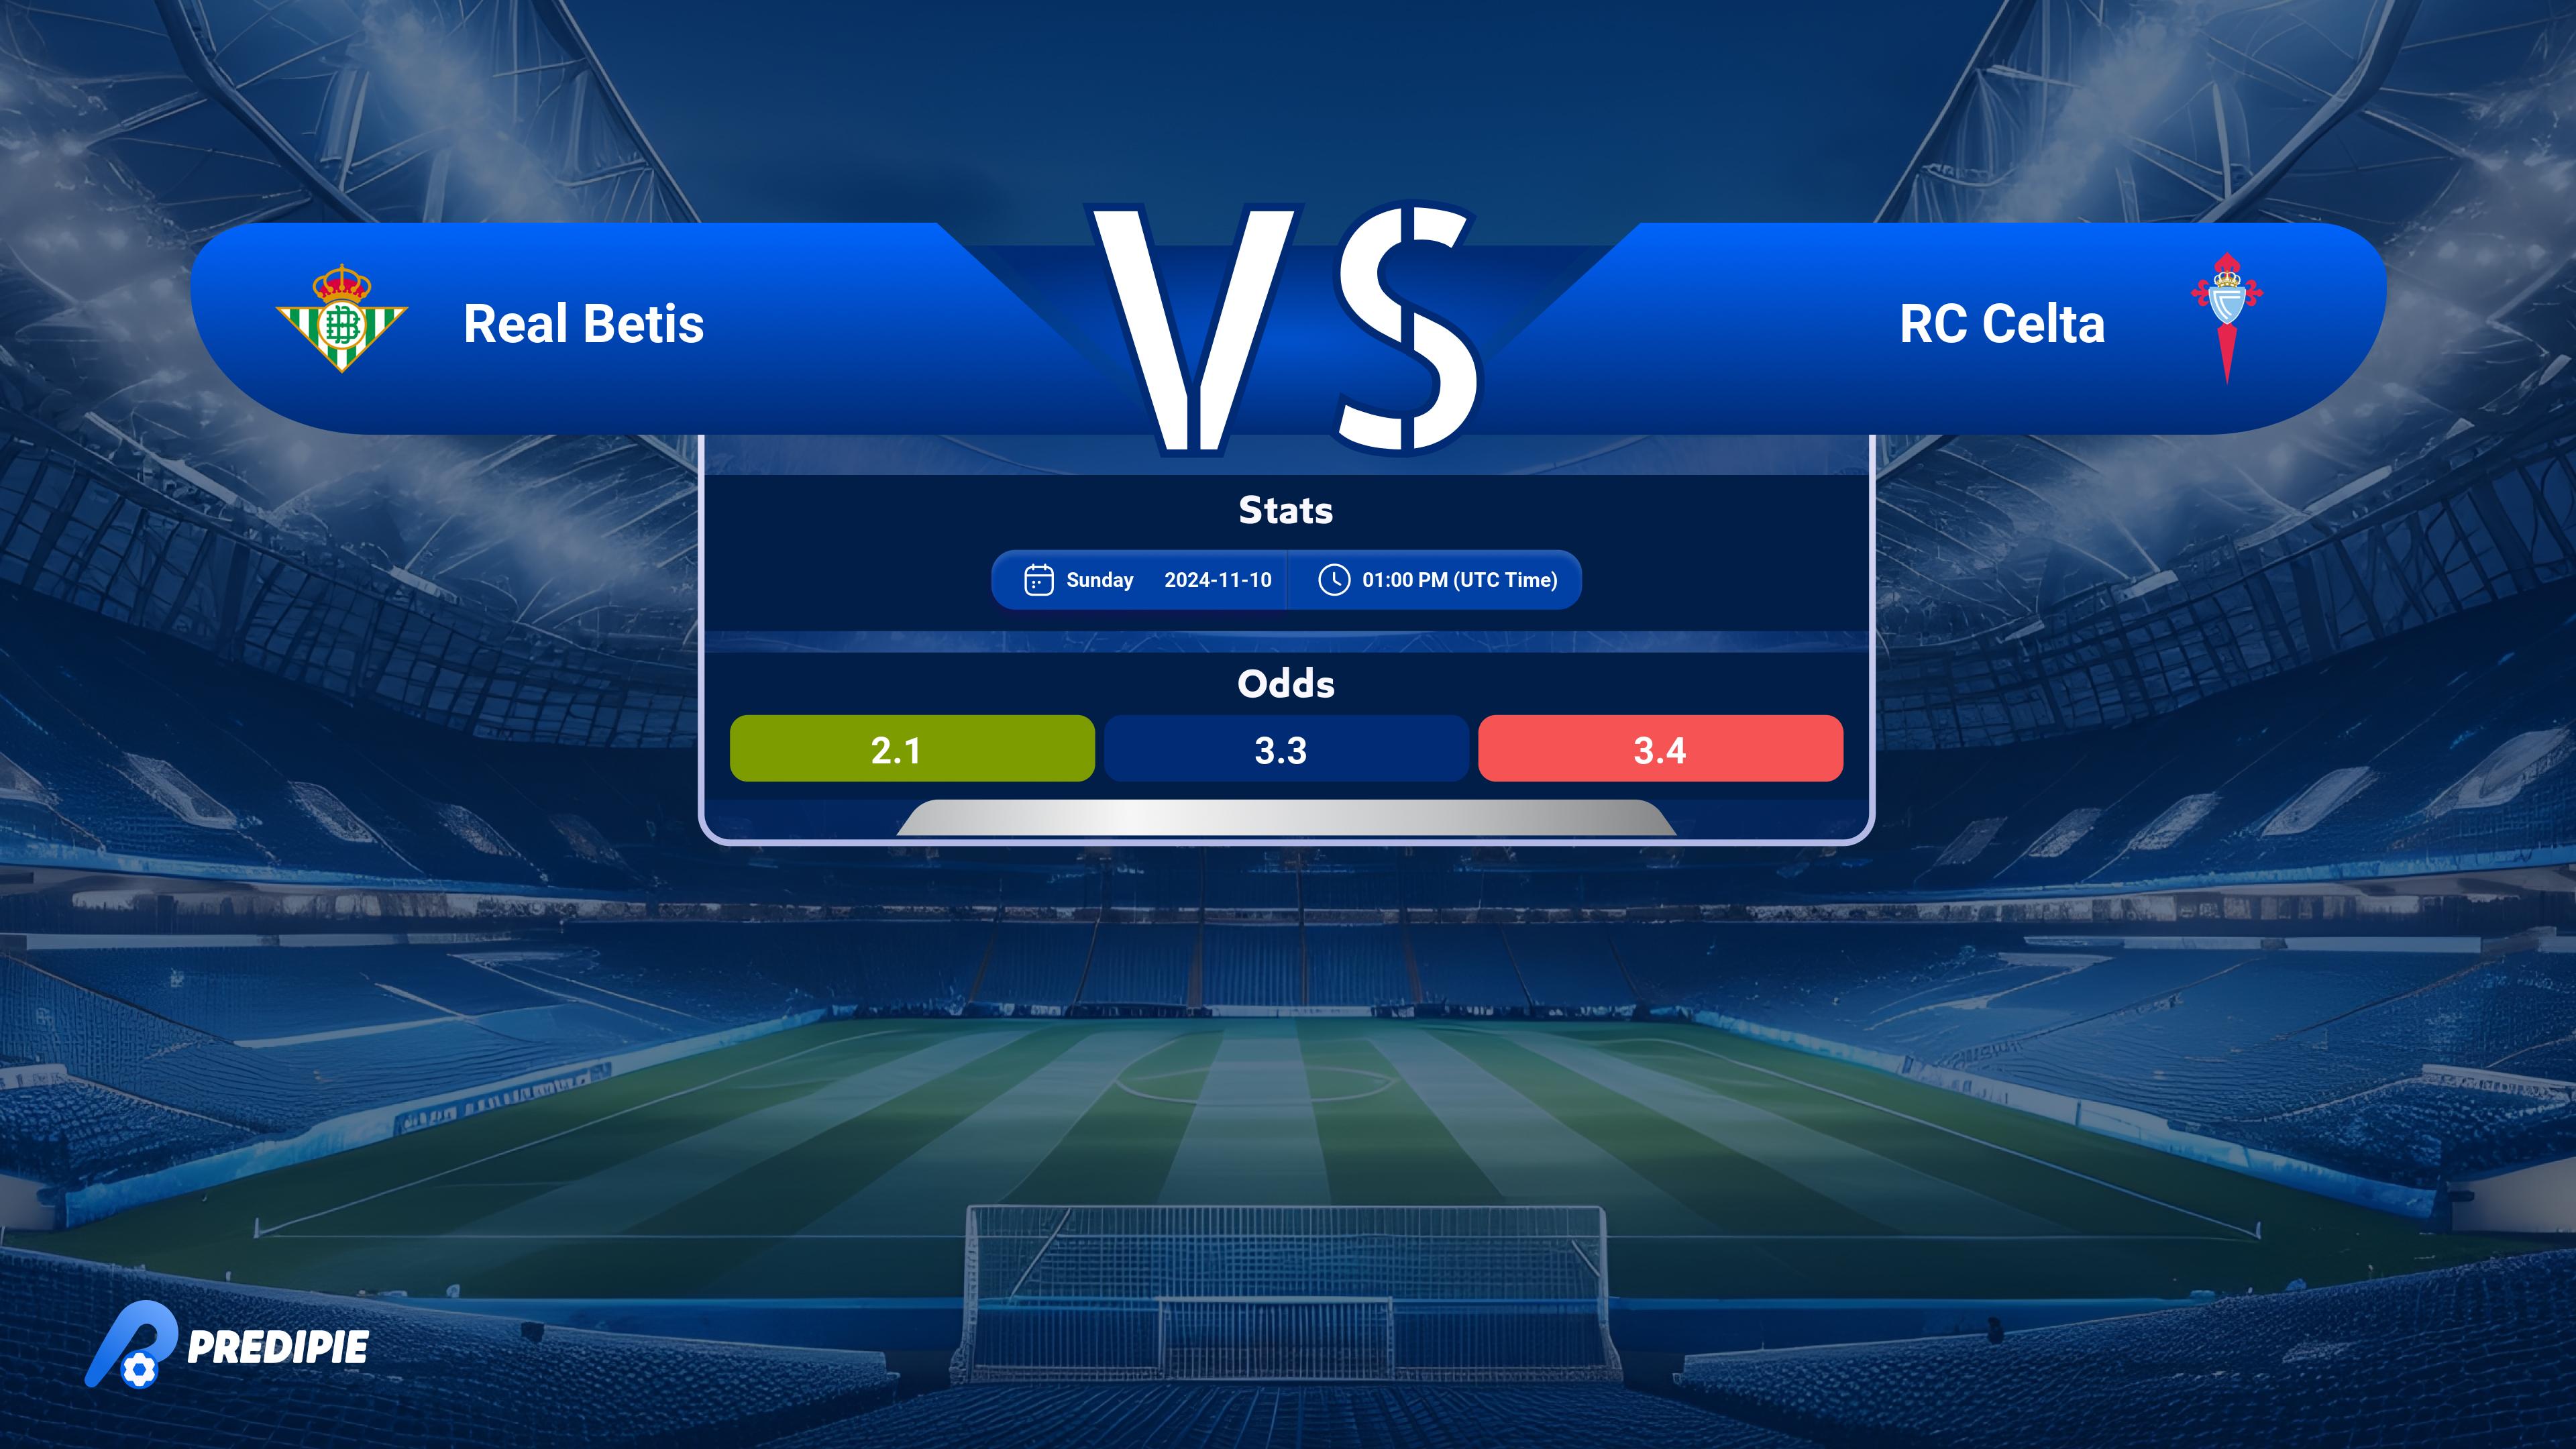 Real Betis
VS
RC Celta
Stats
Sunday 2024-11-10 01:00 PM (UTC Time)
Odds
2.1 3.3 3.4
PREDIPIE